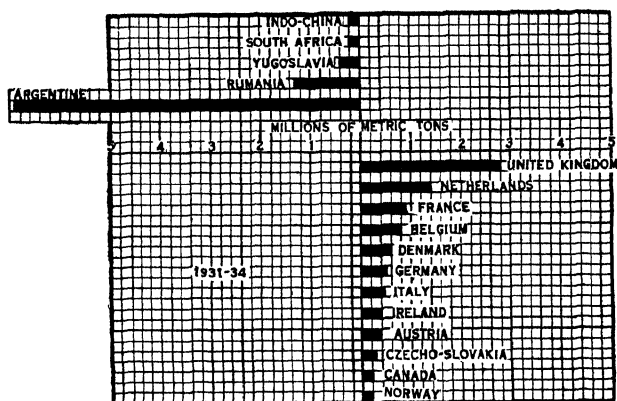 INDO-CHINA
SOUTH AFRICA
YUGOSLAVIA
RUMANIA
ARGENTINE
MILLIONS OF METRIC TONS
5 4 3 2 1 0 1 2 3 4 5
UNITED KINGDOM
NETHERLANDS
FRANCE
BELGIUM
DENMARK
1931-34 GERMANY
ITALY
IRELAND
AUSTRIA
CZECHO-SLOVAKIA
CANADA
NORWAY